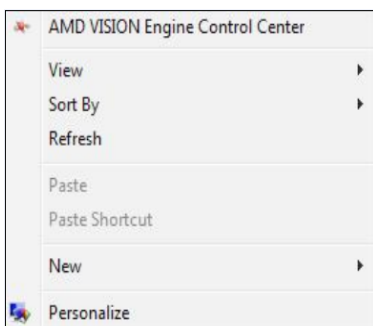 AMD VISION Engine Control Center
View
Sort By
Refresh
Paste
Paste Shortcut
New
Personalize